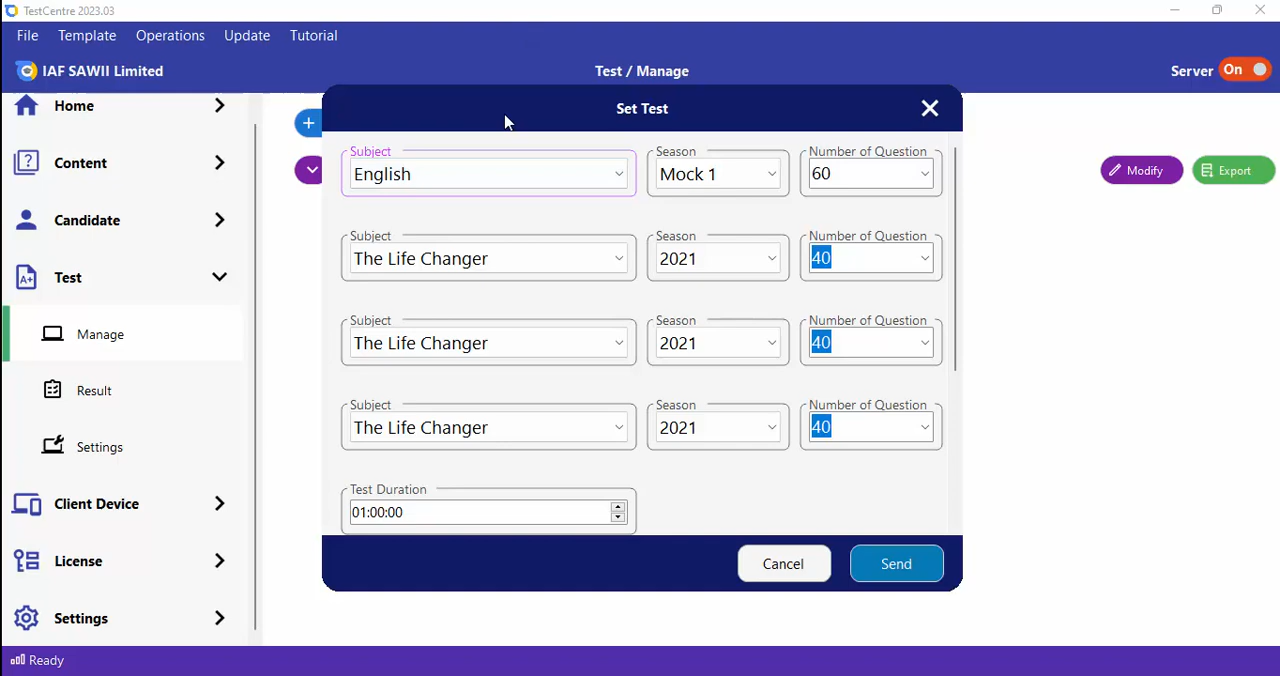 TestCentre 2023.03
File Template Operations Update Tutorial
IAF SAWII Limited
Test / Manage
Server On
Home
Content
Candidate
Test
Manage
Result
Settings
Client Device
License
Settings
Set Test
Subject Season Number of Question
English Mock 1 60
Subject Season Number of Question
The Life Changer 2021 40
Subject Season Number of Question
The Life Changer 2021 40
Subject Season Number of Question
The Life Changer 2021 40
Test Duration
01:00:00
Cancel Send
Modify Export
Ready